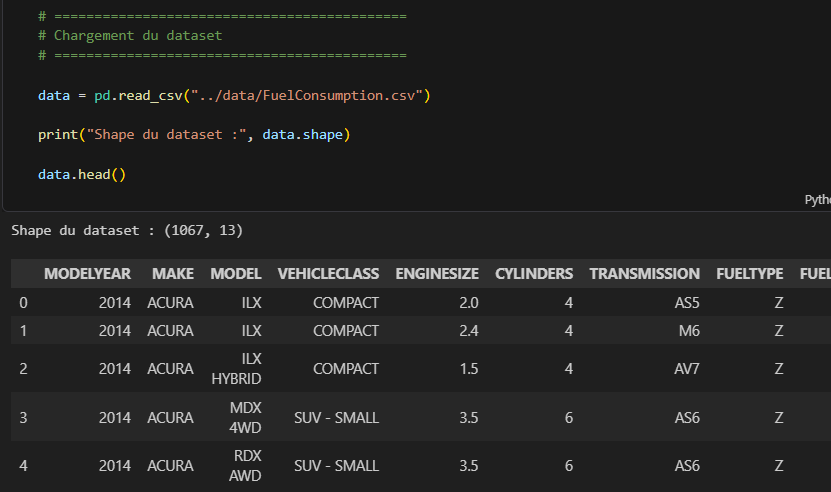 # ============================================
# Chargement du dataset
# ============================================
data = pd.read_csv("../data/FuelConsumption.csv")
print("Shape du dataset :", data.shape)
data.head()
Pyth
Shape du dataset : (1067, 13)
MODELYEAR MAKE MODEL VEHICLECLASS ENGINESIZE CYLINDERS TRANSMISSION FUELTYPE FUEL
0 2014 ACURA ILX COMPACT 2.0 4 AS5 Z
1 2014 ACURA ILX COMPACT 2.4 4 M6 Z
2 2014 ACURA ILX HYBRID COMPACT 1.5 4 AV7 Z
3 2014 ACURA MDX 4WD SUV - SMALL 3.5 6 AS6 Z
4 2014 ACURA RDX AWD SUV - SMALL 3.5 6 AS6 Z